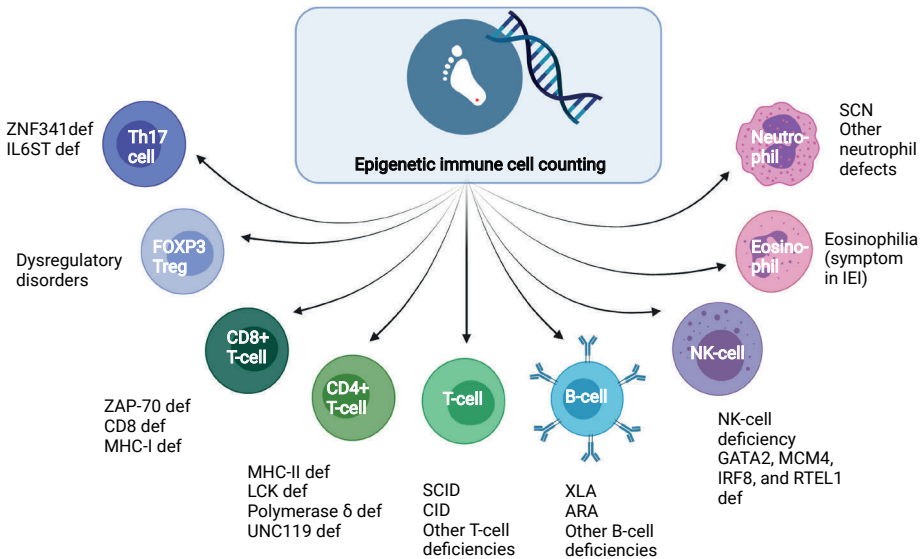 Epigenetic immune cell counting
ZNF341def
IL6ST def
Th17
cell
Dysregulatory
disorders
FOXP3
Treg
CD8+
T-cell
ZAP-70 def
CD8 def
MHC-I def
CD4+
T-cell
MHC-II def
LCK def
Polymerase δ def
UNC119 def
T-cell
SCID
CID
Other T-cell
deficiencies
B-cell
XLA
ARA
Other B-cell
deficiencies
NK-cell
NK-cell
deficiency
GATA2, MCM4,
IRF8, and RTEL1
def
Eosino-
phil
Eosinophilia
(symptom
in IEI)
Neutro-
phil
SCN
Other
neutrophil
defects